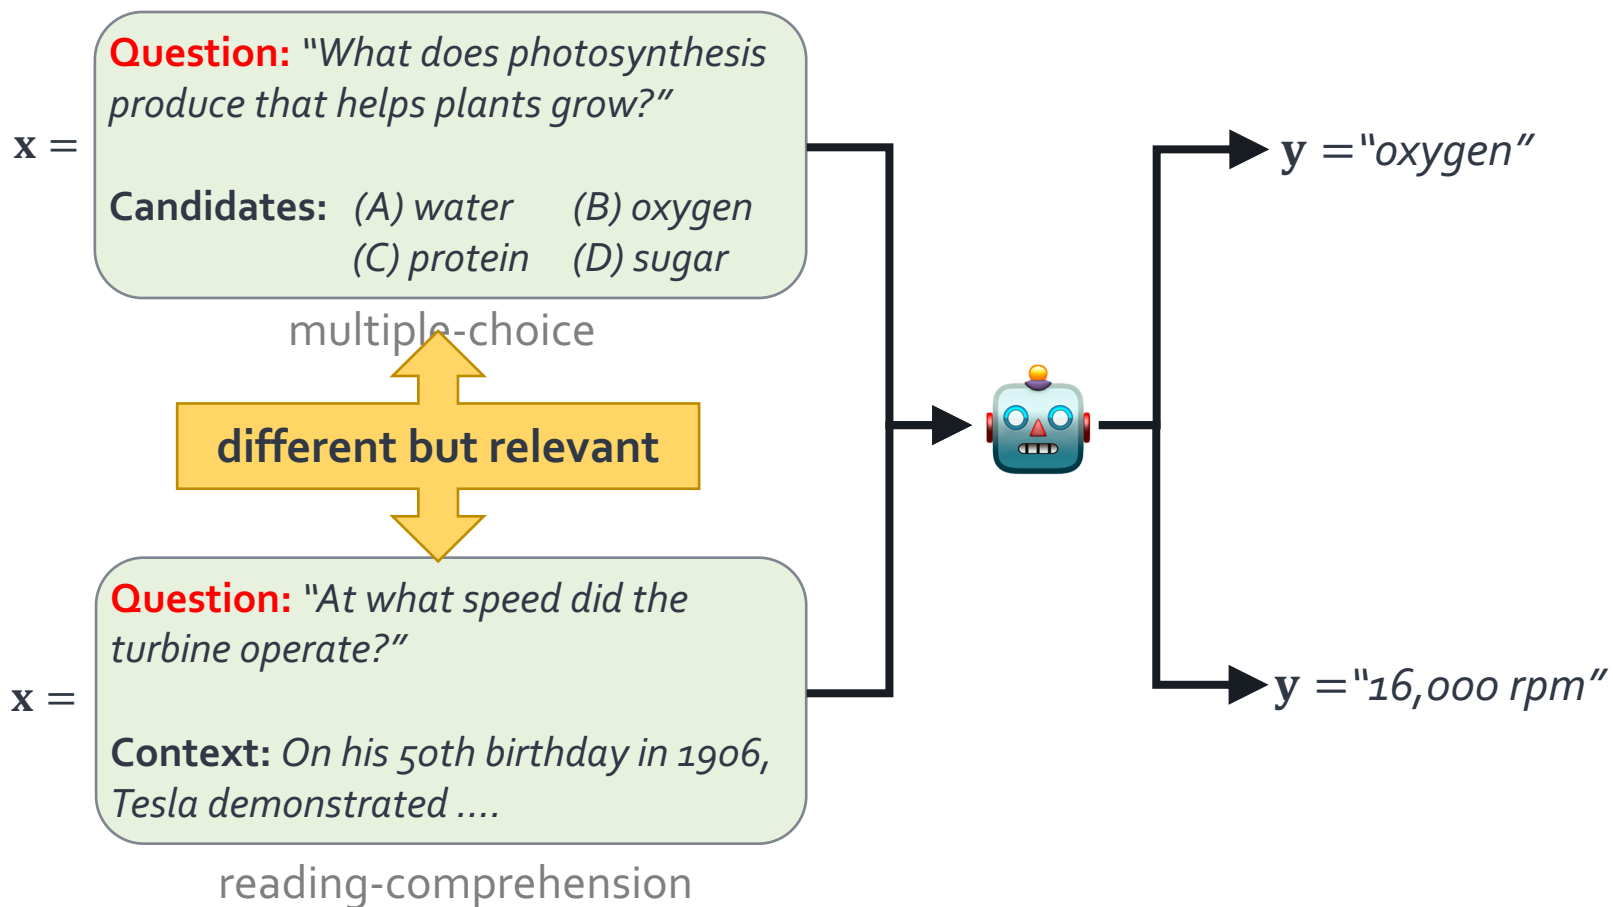 x =
Question: “What does photosynthesis
produce that helps plants grow?”
Candidates: (A) water (B) oxygen
(C) protein (D) sugar
multiple-choice
y =“oxygen”
different but relevant
x =
Question: “At what speed did the
turbine operate?”
Context: On his 50th birthday in 1906,
Tesla demonstrated ....
reading-comprehension
y =“16,000 rpm”